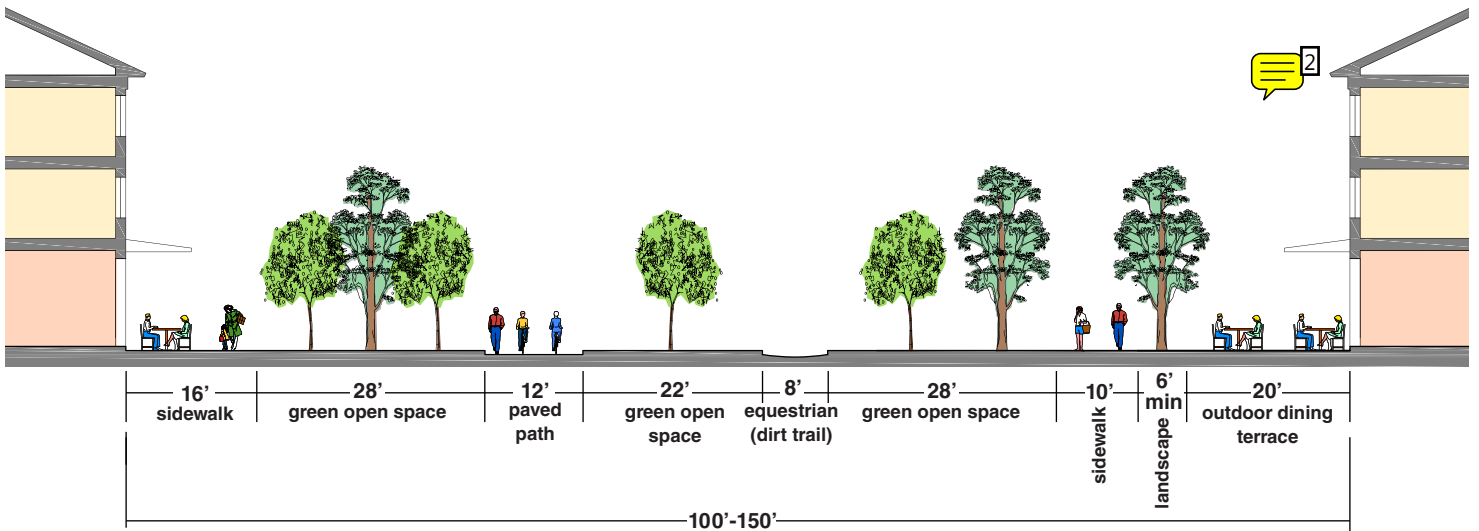 2
16’
sidewalk
28’
green open space
12’
paved
path
22’
green open
space
8’
equestrian
(dirt trail)
28’
green open space
10’
sidewalk
6’
min
landscape
20’
outdoor dining
terrace
100’-150’